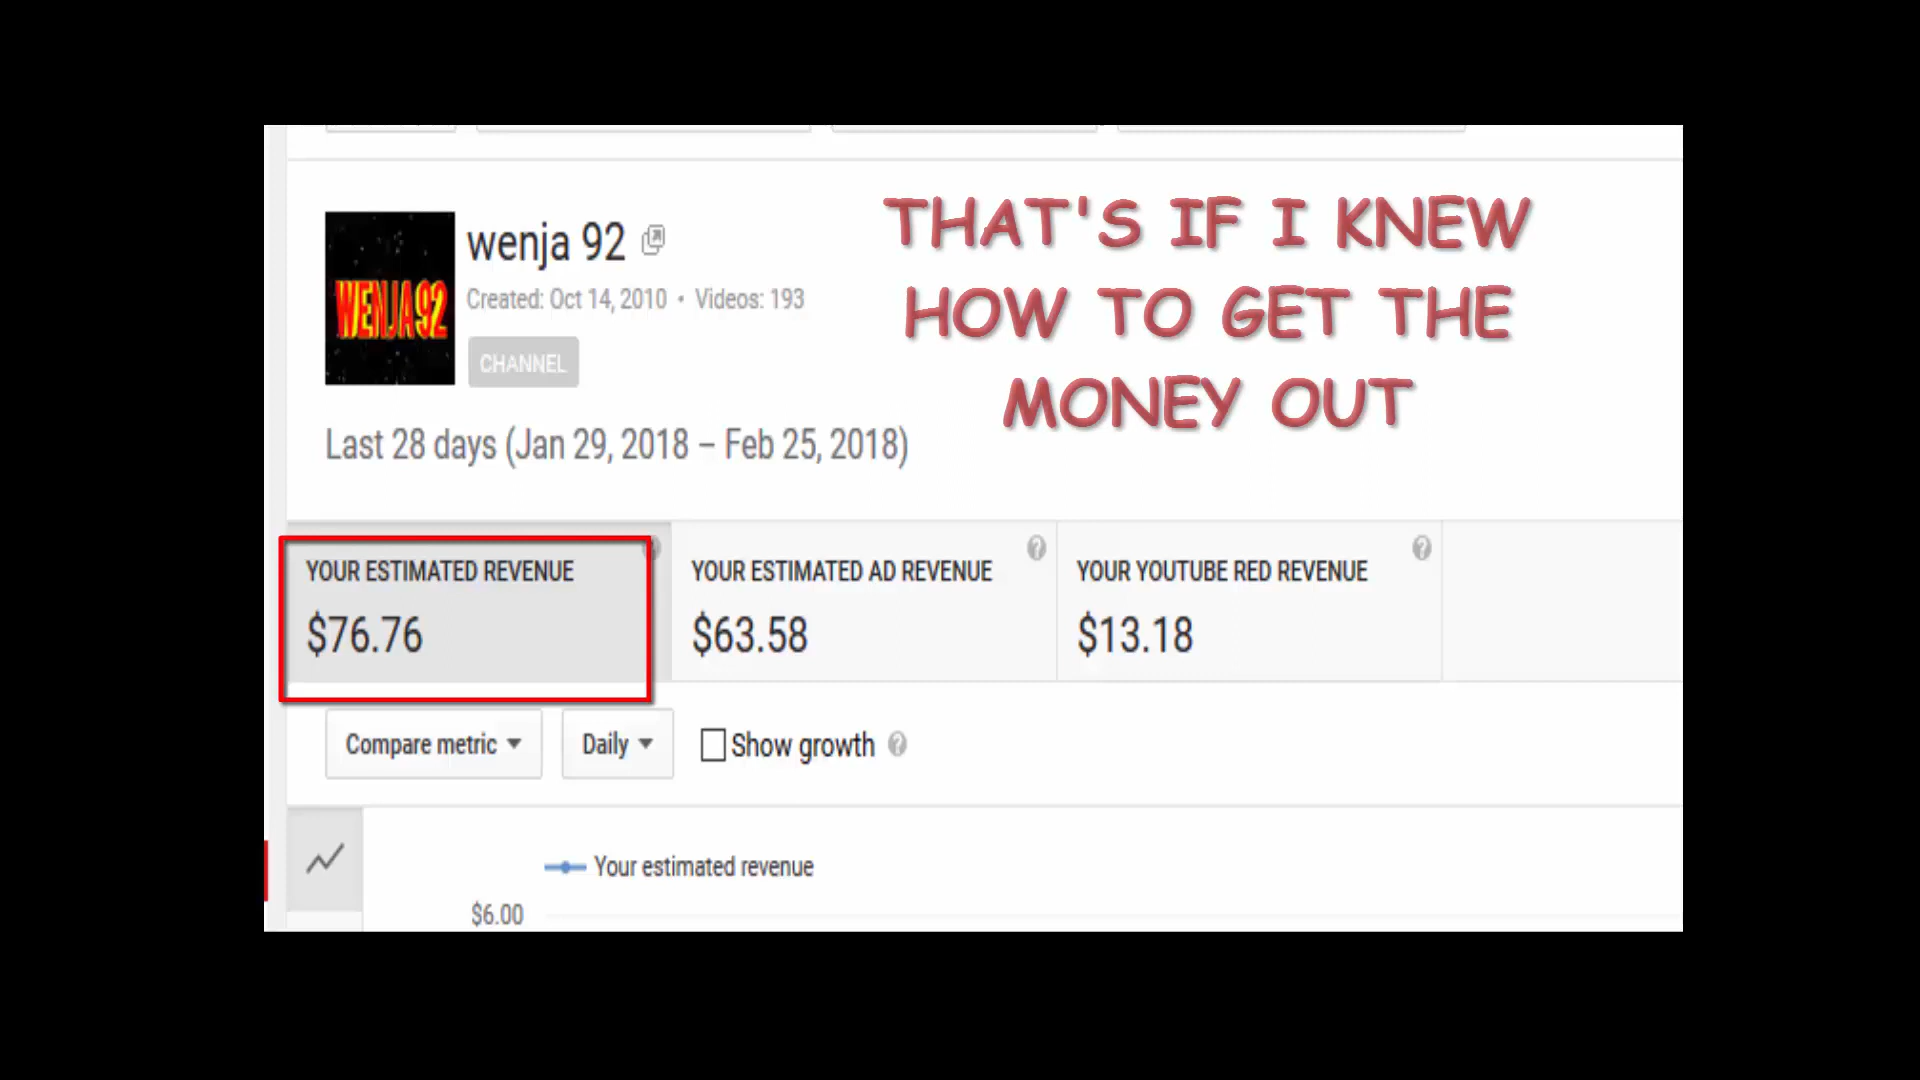 THAT'S IF I KNEW
HOW TO GET THE
MONEY OUT
wenja 92
WENJA92
Created: Oct 14, 2010 • Videos: 193
CHANNEL
Last 28 days (Jan 29, 2018 – Feb 25, 2018)
YOUR ESTIMATED REVENUE
$76.76
YOUR ESTIMATED AD REVENUE
$63.58
YOUR YOUTUBE RED REVENUE
$13.18
Compare metric
Daily
Show growth
Your estimated revenue
$6.00